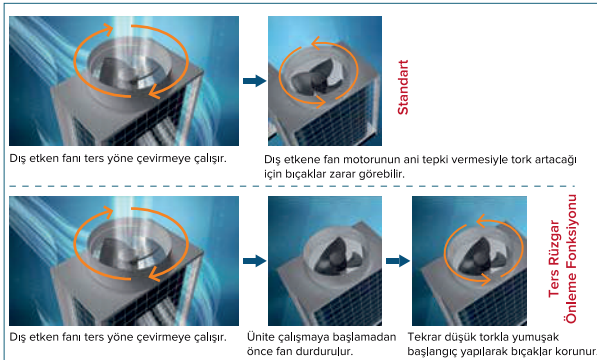 Dış etken fanı ters yöne çevirmeye çalışır.
Dış etkene fan motorunun ani tepki vermesiyle tork artacağı
için bıçaklar zarar görebilir.
Standart
Dış etken fanı ters yöne çevirmeye çalışır.
Ünite çalışmaya başlamadan
önce fan durdurulur.
Tekrar düşük torkla yumuşak
başlangıç yapılarak bıçaklar korunur.
Ters Rüzgar
Önleme Fonksiyonu